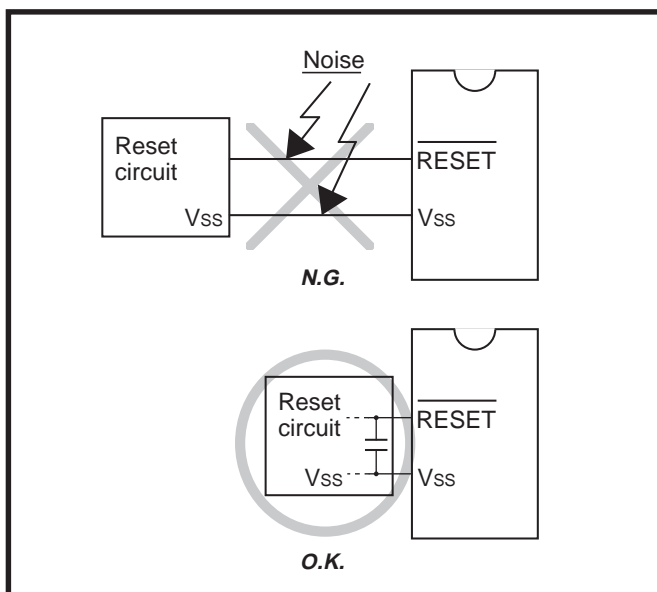 Noise
Reset
circuit
RESET
Vss
Vss
N.G.
Reset
circuit
RESET
Vss
Vss
O.K.